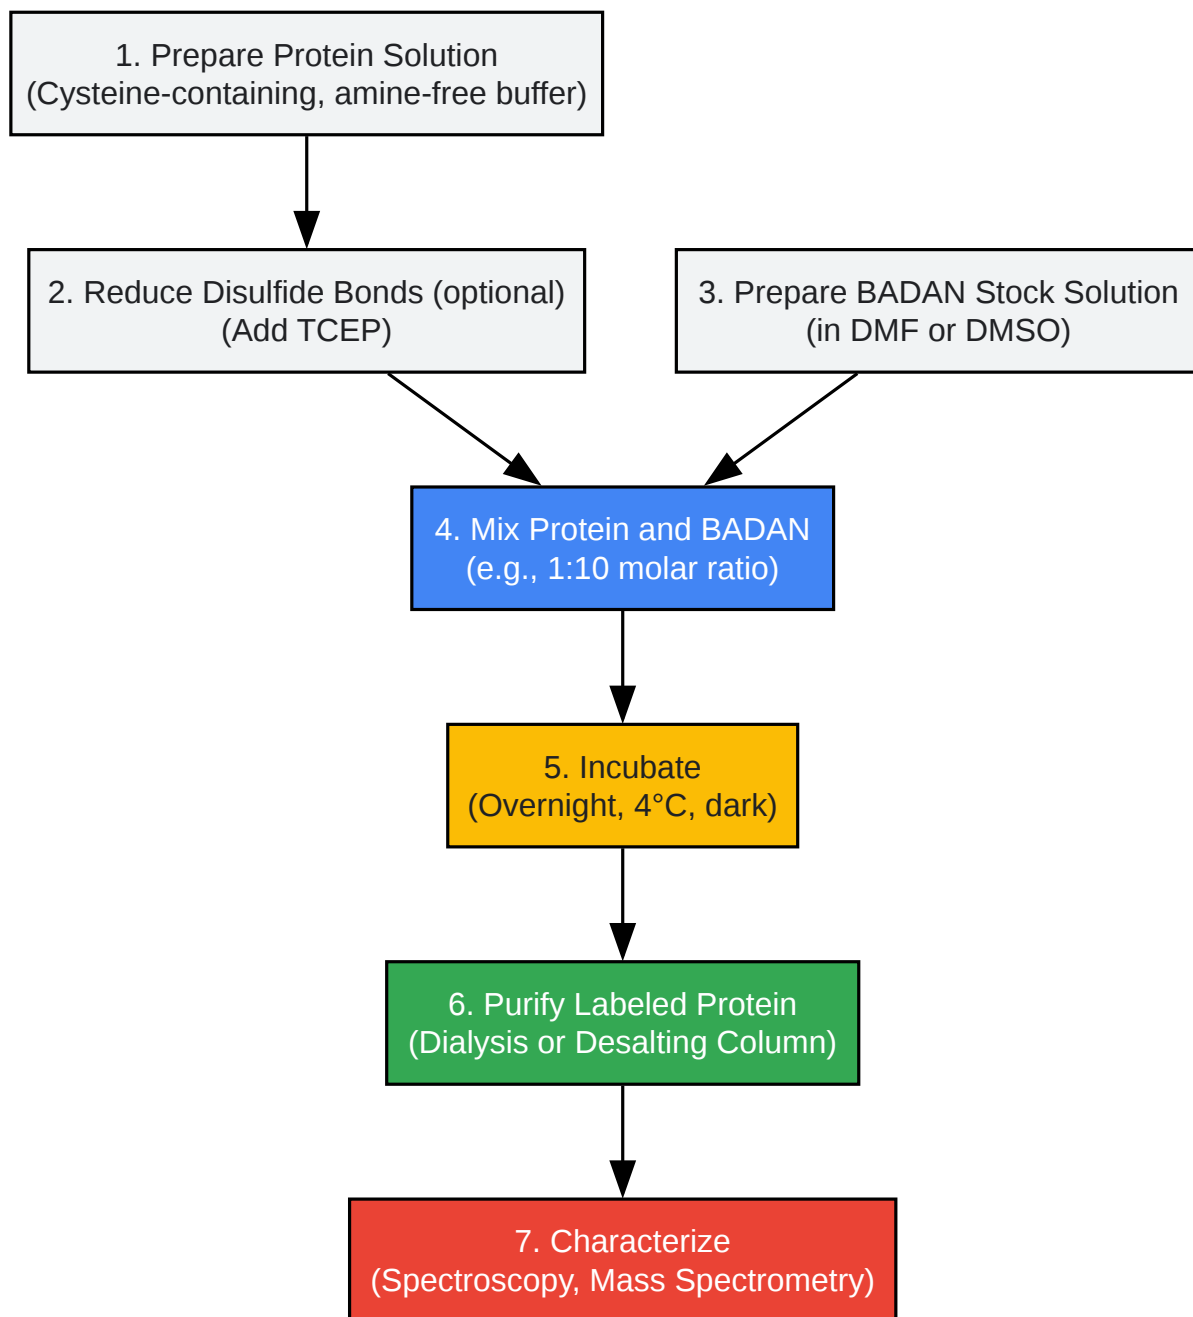 1. Prepare Protein Solution
(Cysteine-containing, amine-free buffer)
2. Reduce Disulfide Bonds (optional)
(Add TCEP)
3. Prepare BADAN Stock Solution
(in DMF or DMSO)
4. Mix Protein and BADAN
(e.g., 1:10 molar ratio)
5. Incubate
(Overnight, 4°C, dark)
6. Purify Labeled Protein
(Dialysis or Desalting Column)
7. Characterize
(Spectroscopy, Mass Spectrometry)